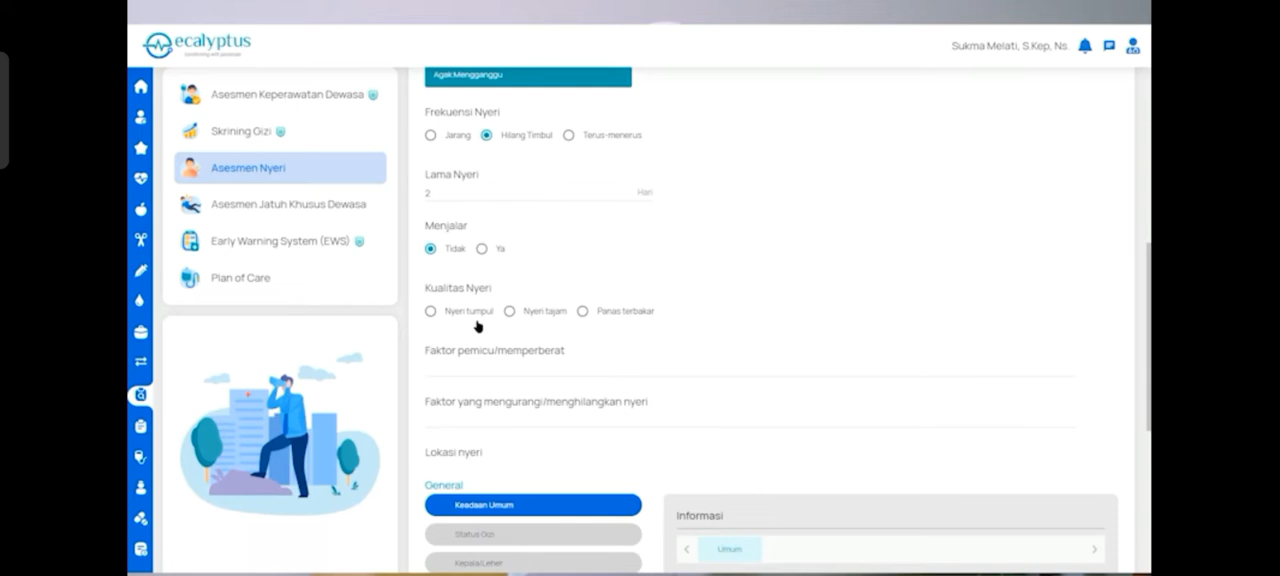 ecalyptus
Sukma Melati, S.Kep, Ns.
Asesmen Keperawatan Dewasa
Skrining Gizi
Asesmen Nyeri
Asesmen Jatuh Khusus Dewasa
Early Warning System (EWS)
Plan of Care
Agak Mengganggu
Frekuensi Nyeri
Jarang Hilang Timbul Terus-menerus
Lama Nyeri
2 Hari
Menjalar
Tidak Ya
Kualitas Nyeri
Nyeri tumpul Nyeri tajam Panas terbakar
Faktor pemicu/memperberat
Faktor yang mengurangi/menghilangkan nyeri
Lokasi nyeri
General
Keadaan Umum
Status Gizi
Kepala/Leher
Informasi
Umum